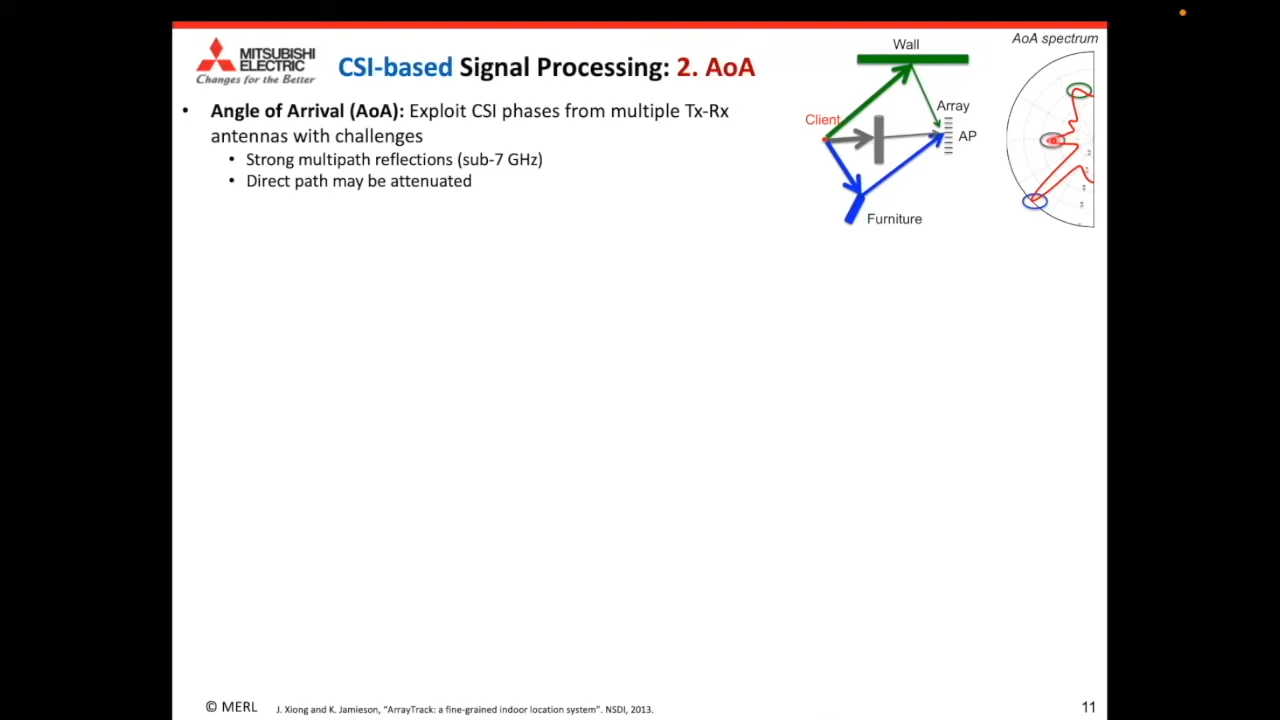 MITSUBISHI
ELECTRIC
Changes for the Better
CSI-based Signal Processing: 2. AoA
• Angle of Arrival (AoA): Exploit CSI phases from multiple Tx-Rx
antennas with challenges
• Strong multipath reflections (sub-7 GHz)
• Direct path may be attenuated
Wall
Client
Array
AP
Furniture
AoA spectrum
© MERL
J. Xiong and K. Jamieson, “ArrayTrack: a fine-grained indoor location system”. NSDI, 2013.
11